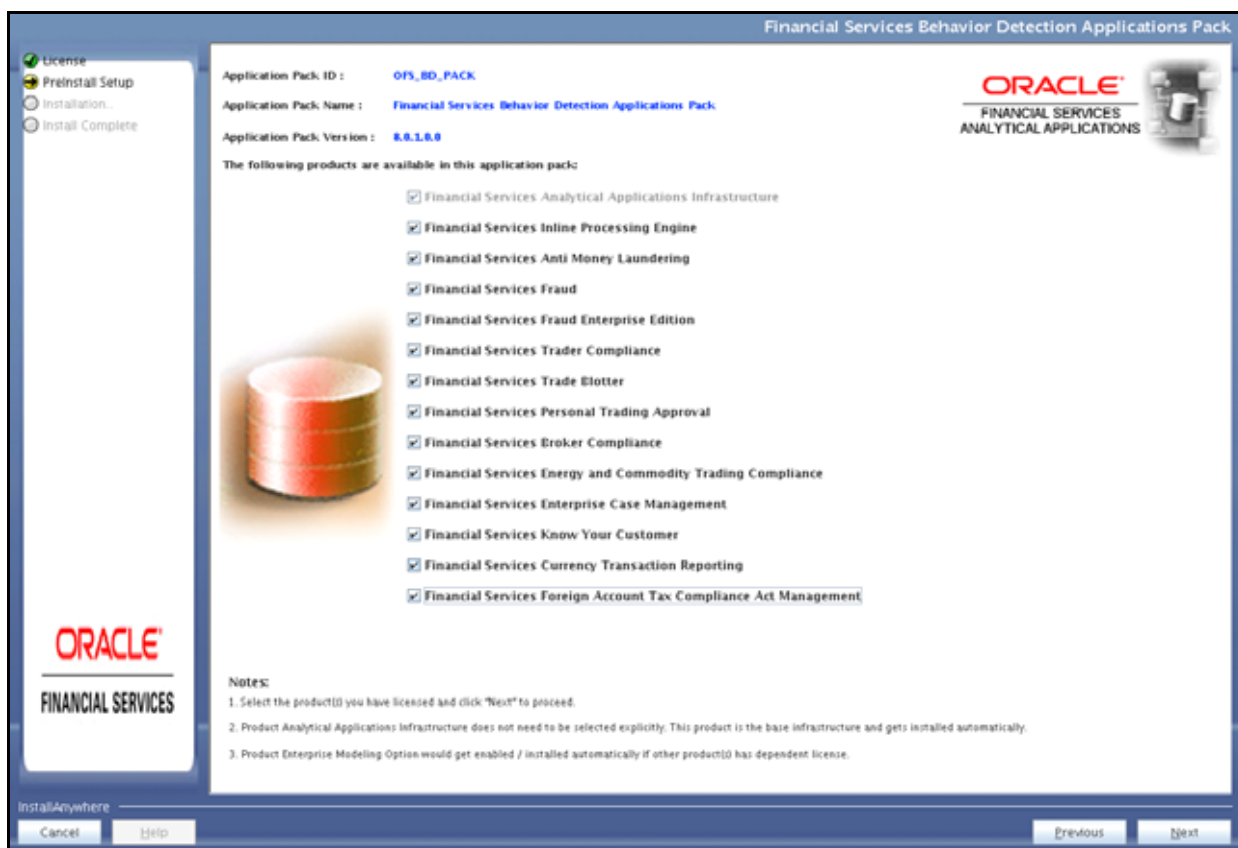 Financial Services Behavior Detection Applications Pack
License
PreInstall Setup
Installation..
Install Complete
Application Pack ID : OFS_BD_PACK
Application Pack Name : Financial Services Behavior Detection Applications Pack
Application Pack Version : 8.0.1.0.0
ORACLE
FINANCIAL SERVICES
ANALYTICAL APPLICATIONS
The following products are available in this application pack:
Financial Services Analytical Applications Infrastructure
Financial Services Inline Processing Engine
Financial Services Anti Money Laundering
Financial Services Fraud
Financial Services Fraud Enterprise Edition
Financial Services Trader Compliance
Financial Services Trade Blotter
Financial Services Personal Trading Approval
Financial Services Broker Compliance
Financial Services Energy and Commodity Trading Compliance
Financial Services Enterprise Case Management
Financial Services Know Your Customer
Financial Services Currency Transaction Reporting
Financial Services Foreign Account Tax Compliance Act Management
ORACLE
FINANCIAL SERVICES
Notes:
1. Select the product(s) you have licensed and click "Next" to proceed.
2. Product Analytical Applications Infrastructure does not need to be selected explicitly. This product is the base infrastructure and gets installed automatically.
3. Product Enterprise Modeling Option would get enabled / installed automatically if other product(s) has dependent license.
InstallAnywhere
Cancel
Help
Previous
Next